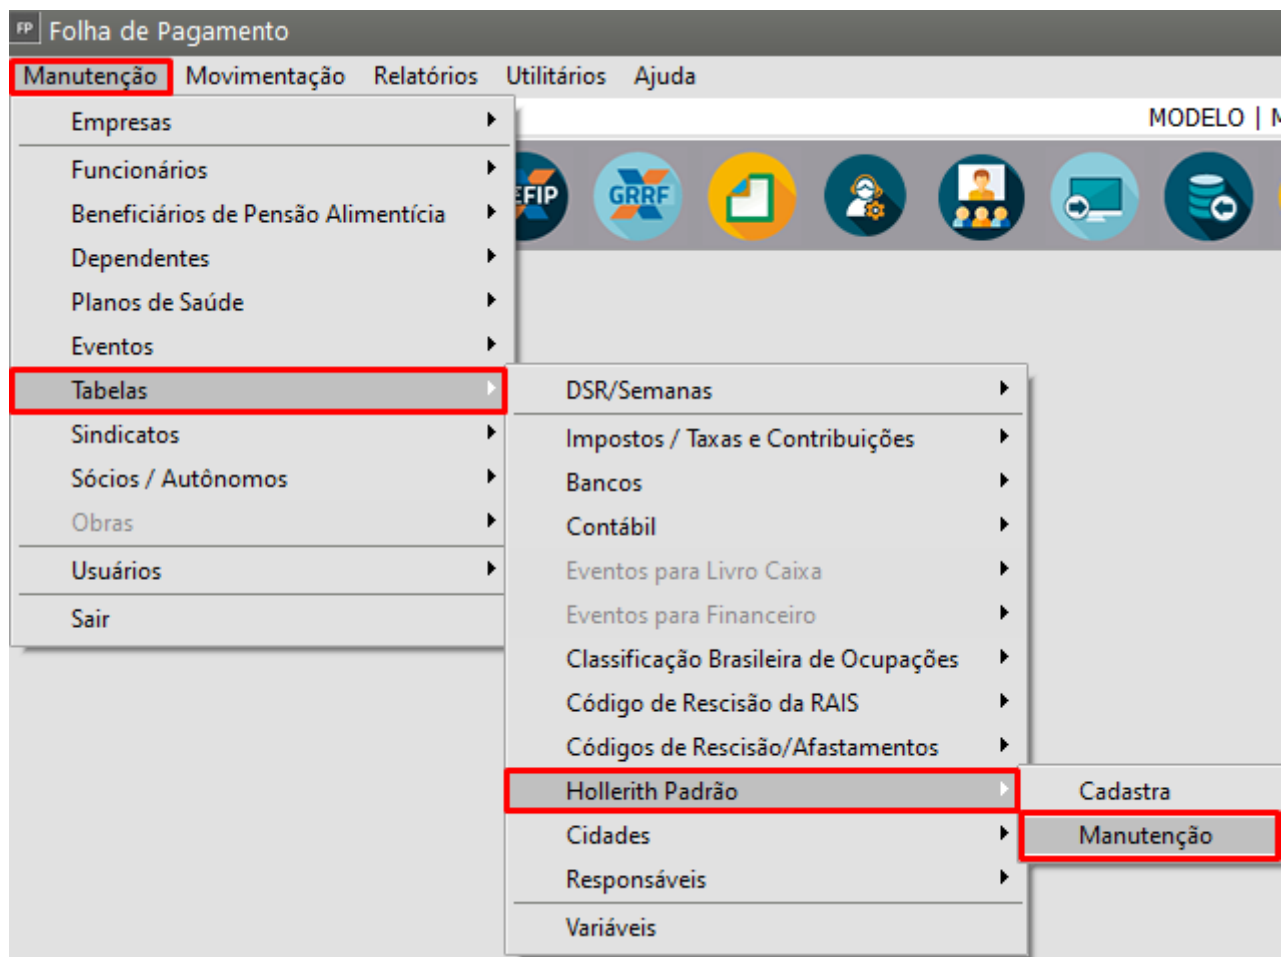 FP Folha de Pagamento
Manutenção Movimentação Relatórios Utilitários Ajuda
MODELO |
GRRF
Empresas
Funcionários
Beneficiários de Pensão Alimentícia
Dependentes
Planos de Saúde
Eventos
Tabelas
Sindicatos
Sócios / Autônomos
Obras
Usuários
Sair
DSR/Semanas
Impostos / Taxas e Contribuições
Bancos
Contábil
Eventos para Livro Caixa
Eventos para Financeiro
Classificação Brasileira de Ocupações
Código de Rescisão da RAIS
Códigos de Rescisão/Afastamentos
Hollerith Padrão
Cidades
Responsáveis
Variáveis
Cadastra
Manutenção